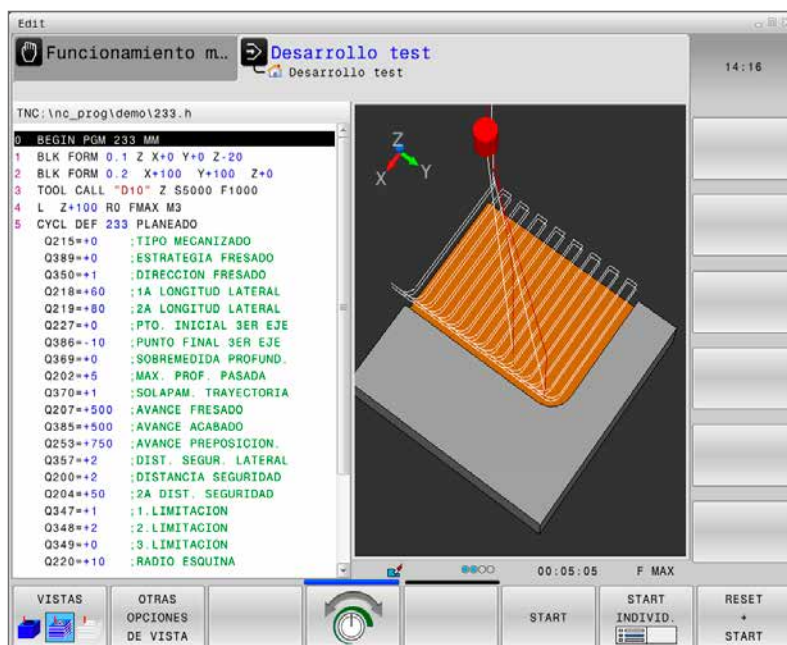 Edit
Funcionamiento m…
Desarrollo test
Desarrollo test
14:16
TNC:\nc_prog\demo\233.h
0 BEGIN PGM 233 MM
1 BLK FORM 0.1 Z X+0 Y+0 Z-20
2 BLK FORM 0.2 X+100 Y+100 Z+0
3 TOOL CALL "D10" Z S5000 F1000
4 L Z+100 R0 FMAX M3
5 CYCL DEF 233 PLANEADO
Q215=+0 ;TIPO MECANIZADO
Q389=+0 ;ESTRATEGIA FRESADO
Q350=+1 ;DIRECCION FRESADO
Q218=+60 ;1A LONGITUD LATERAL
Q219=+80 ;2A LONGITUD LATERAL
Q227=+0 ;PTO. INICIAL 3ER EJE
Q386=-10 ;PUNTO FINAL 3ER EJE
Q369=+0 ;SOBREMEDIDA PROFUND.
Q202=+5 ;MAX. PROF. PASADA
Q370=+1 ;SOLAPAM. TRAYECTORIA
Q207=+500 ;AVANCE FRESADO
Q385=+500 ;AVANCE ACABADO
Q253=+750 ;AVANCE PREPOSICION.
Q357=+2 ;DIST. SEGUR. LATERAL
Q200=+2 ;DISTANCIA SEGURIDAD
Q204=+50 ;2A DIST. SEGURIDAD
Q347=+1 ;1.LIMITACION
Q348=+2 ;2.LIMITACION
Q349=+0 ;3.LIMITACION
Q220=+10 ;RADIO ESQUINA
Z
X
Y
00:05:05 F MAX
VISTAS
OTRAS
OPCIONES
DE VISTA
START
START
INDIVID.
RESET
+
START